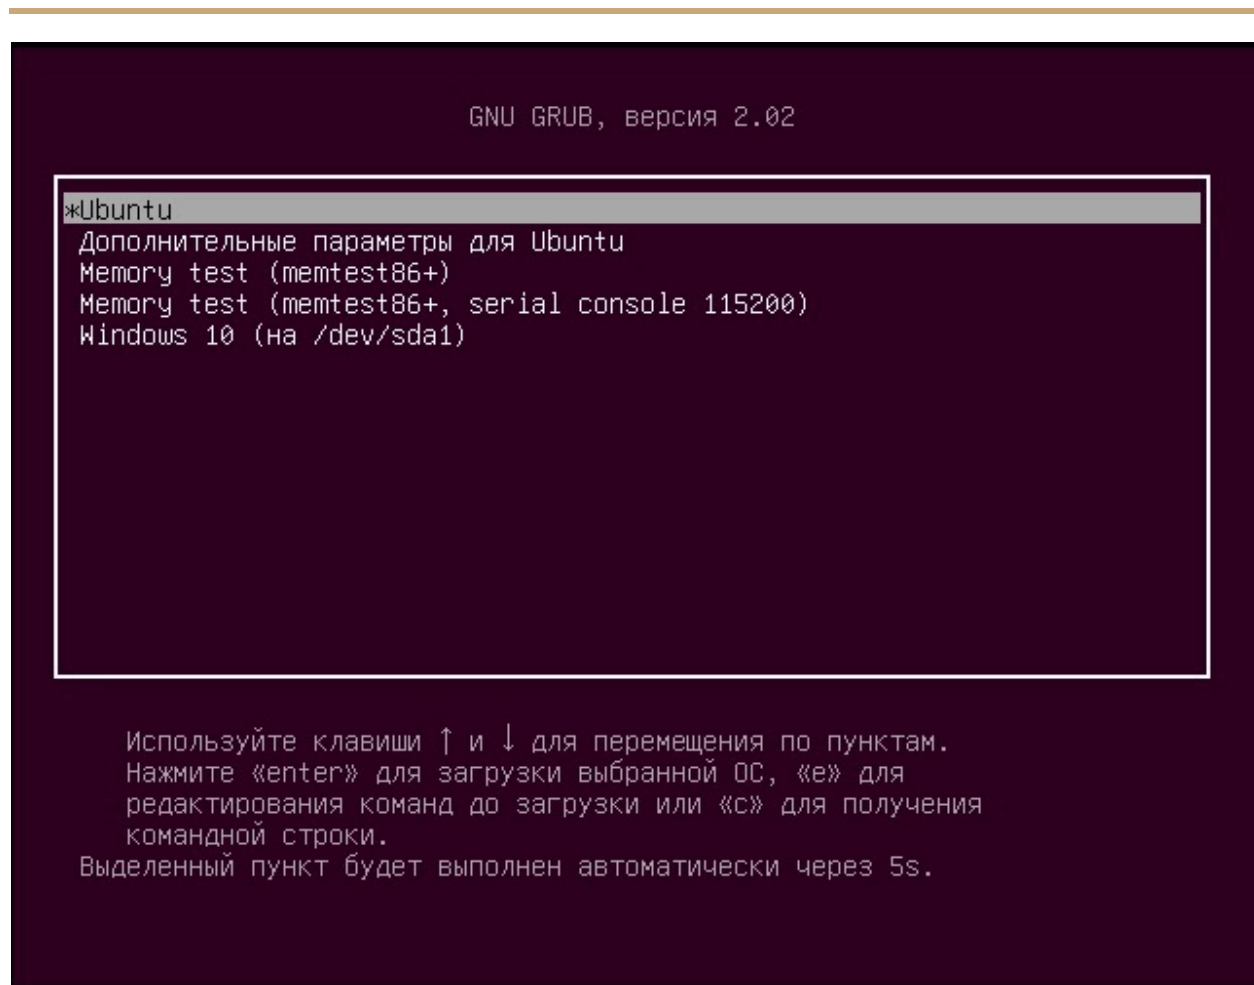 GNU GRUB, версия 2.02
*Ubuntu
Дополнительные параметры для Ubuntu
Memory test (memtest86+)
Memory test (memtest86+, serial console 115200)
Windows 10 (на /dev/sda1)
Используйте клавиши ↑ и ↓ для перемещения по пунктам.
Нажмите «enter» для загрузки выбранной ОС, «e» для
редактирования команд до загрузки или «c» для получения
командной строки.
Выделенный пункт будет выполнен автоматически через 5s.